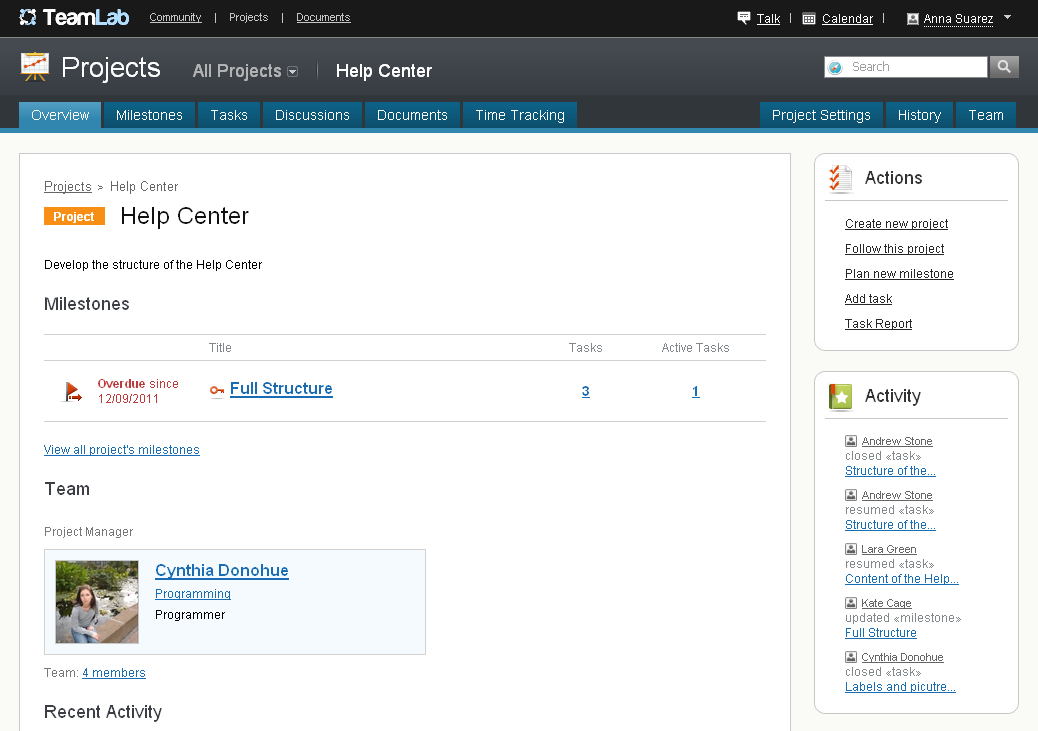 TeamLab Community | Projects | Documents Talk | Calendar | Anna Suarez
Projects All Projects | Help Center Search
Overview Milestones Tasks Discussions Documents Time Tracking Project Settings History Team
Projects » Help Center
Project Help Center
Develop the structure of the Help Center
Milestones
Title Tasks Active Tasks
Overdue since
12/09/2011
Full Structure 3 1
View all project's milestones
Team
Project Manager
Cynthia Donohue
Programming
Programmer
Team: 4 members
Recent Activity
Actions
Create new project
Follow this project
Plan new milestone
Add task
Task Report
Activity
Andrew Stone
closed «task»
Structure of the...
Andrew Stone
resumed «task»
Structure of the...
Lara Green
resumed «task»
Content of the Help...
Kate Cage
updated «milestone»
Full Structure
Cynthia Donohue
closed «task»
Labels and picutre...